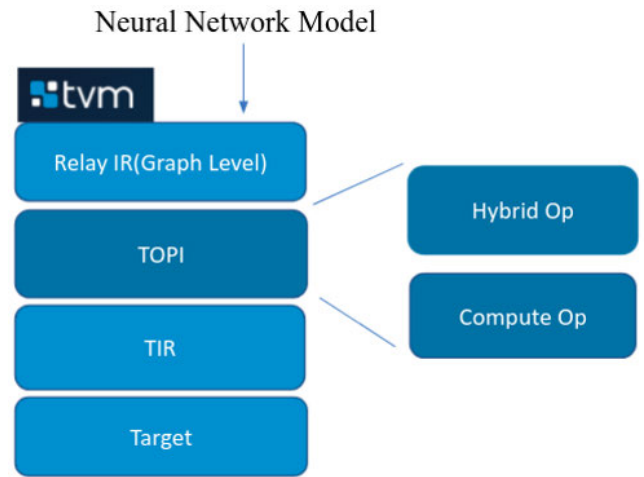 Neural Network Model
tvm
Relay IR(Graph Level)
TOPI
TIR
Target
Hybrid Op
Compute Op